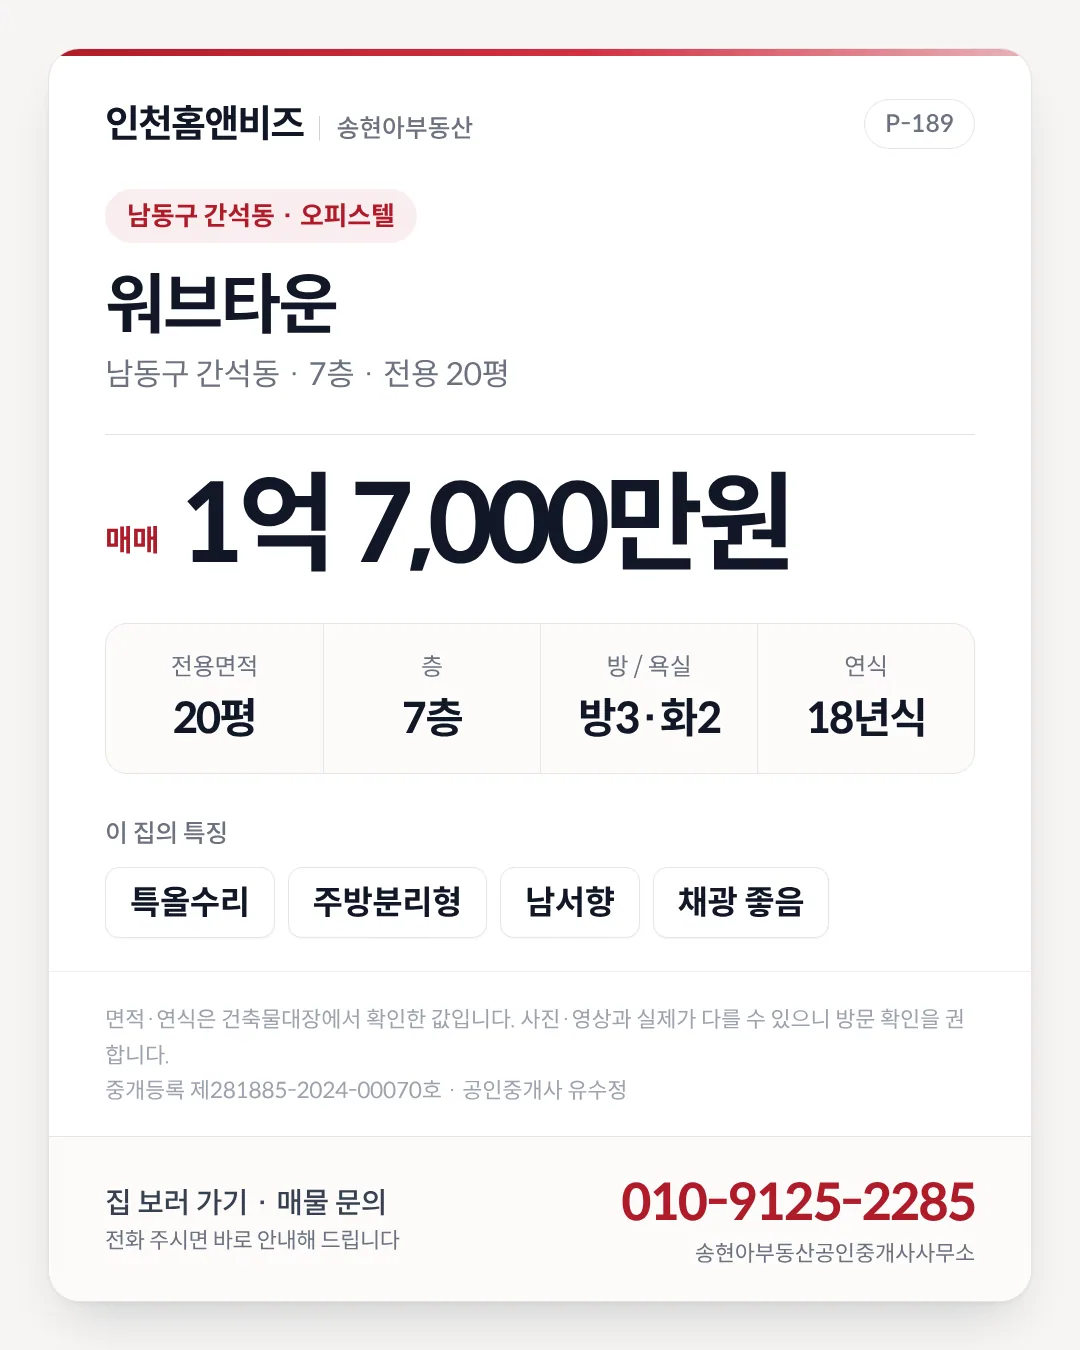 인천홈앤비즈 | 송현아부동산
P-189
남동구 간석동 · 오피스텔
워브타운
남동구 간석동 · 7층 · 전용 20평
매매 1억 7,000만원
전용면적 층 방 / 욕실 연식
20평 7층 방3·화2 18년식
이 집의 특징
특올수리 주방분리형 남서향 채광 좋음
면적·연식은 건축물대장에서 확인한 값입니다. 사진·영상과 실제가 다를 수 있으니 방문 확인을 권
합니다.
중개등록 제281885-2024-00070호 · 공인중개사 유수정
집 보러 가기 · 매물 문의
전화 주시면 바로 안내해 드립니다
010-9125-2285
송현아부동산공인중개사사무소